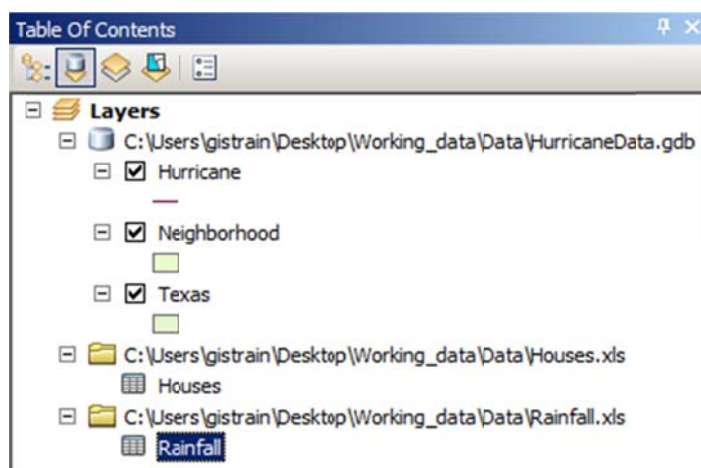 Table Of Contents
Layers
C:\Users\gistrain\Desktop\Working_data\Data\HurricaneData.gdb
Hurricane
Neighborhood
Texas
C:\Users\gistrain\Desktop\Working_data\Data\Houses.xls
Houses
C:\Users\gistrain\Desktop\Working_data\Data\Rainfall.xls
Rainfall